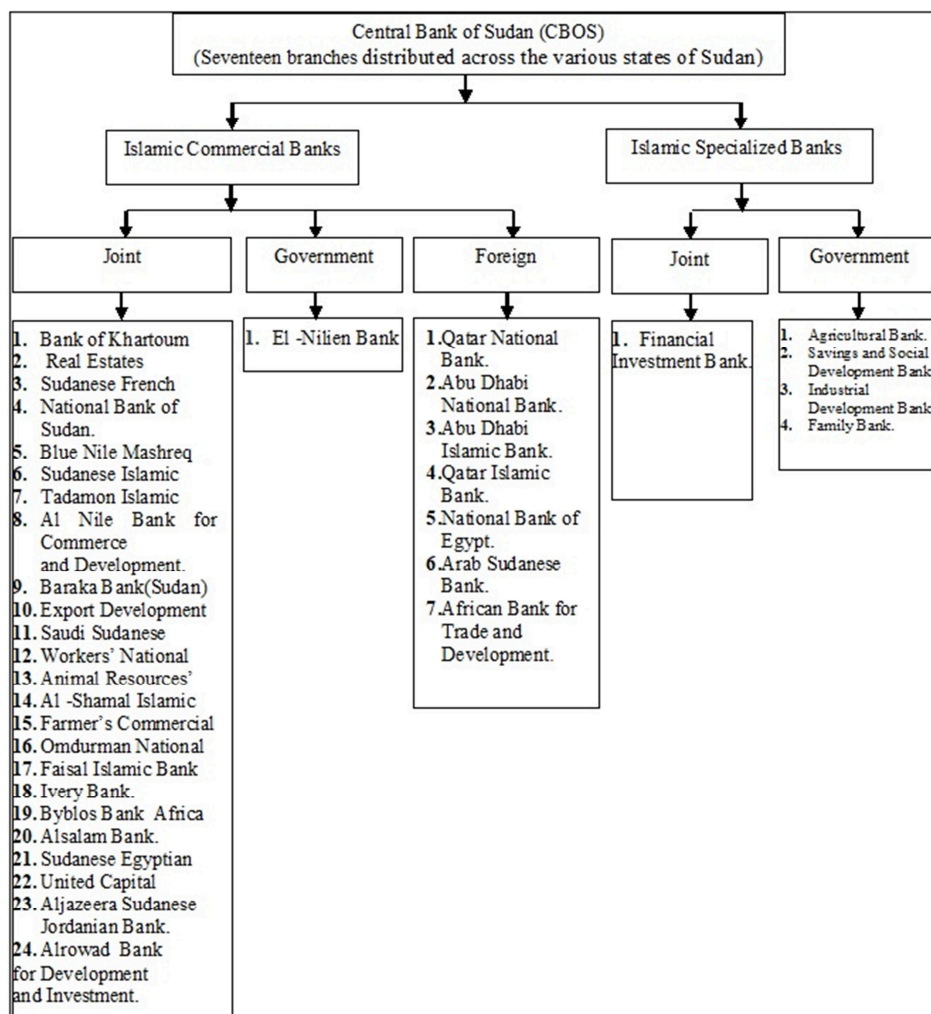 Central Bank of Sudan (CBOS)
(Seventeen branches distributed across the various states of Sudan)
Islamic Commercial Banks
Islamic Specialized Banks
Joint
Government
Foreign
Joint
Government
1. Bank of Khartoum
2. Real Estates
3. Sudanese French
4. National Bank of
Sudan.
5. Blue Nile Mashreq
6. Sudanese Islamic
7. Tadamon Islamic
8. Al Nile Bank for
Commerce
and Development.
9. Baraka Bank(Sudan)
10. Export Development
11. Saudi Sudanese
12. Workers’ National
13. Animal Resources’
14. Al -Shamal Islamic
15. Farmer’s Commercial
16. Omdurman National
17. Faisal Islamic Bank
18. Ivery Bank.
19. Byblos Bank Africa
20. Alsalam Bank.
21. Sudanese Egyptian
22. United Capital
23. Aljazeera Sudanese
Jordanian Bank.
24. Alrowad Bank
for Development
and Investment.
1. El -Nilien Bank
1.Qatar National
Bank.
2.Abu Dhabi
National Bank.
3.Abu Dhabi
Islamic Bank.
4.Qatar Islamic
Bank.
5.National Bank of
Egypt.
6.Arab Sudanese
Bank.
7.African Bank for
Trade and
Development.
1. Financial
Investment Bank.
1. Agricultural Bank.
2. Savings and Social
Development Bank
3. Industrial
Development Bank
4. Family Bank.